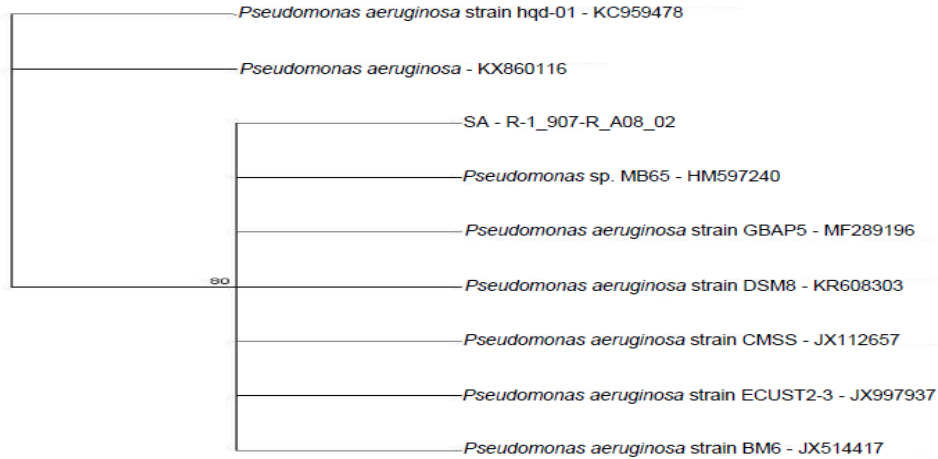 Pseudomonas aeruginosa strain hqd-01 - KC959478
Pseudomonas aeruginosa - KX860116
SA - R-1_907-R_A08_02
Pseudomonas sp. MB65 - HM597240
Pseudomonas aeruginosa strain GBAP5 - MF289196
80
Pseudomonas aeruginosa strain DSM8 - KR608303
Pseudomonas aeruginosa strain CMSS - JX112657
Pseudomonas aeruginosa strain ECUST2-3 - JX997937
Pseudomonas aeruginosa strain BM6 - JX514417